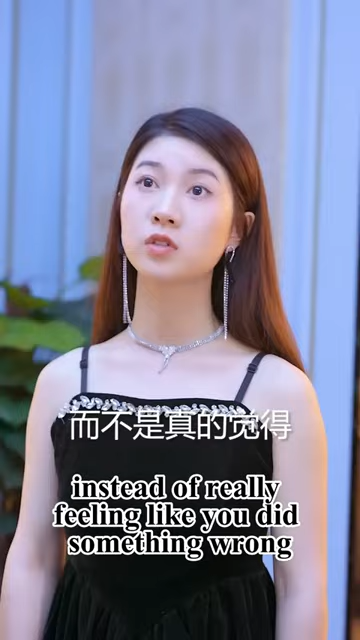 而不是真的觉得
instead of really
feeling like you did
something wrong